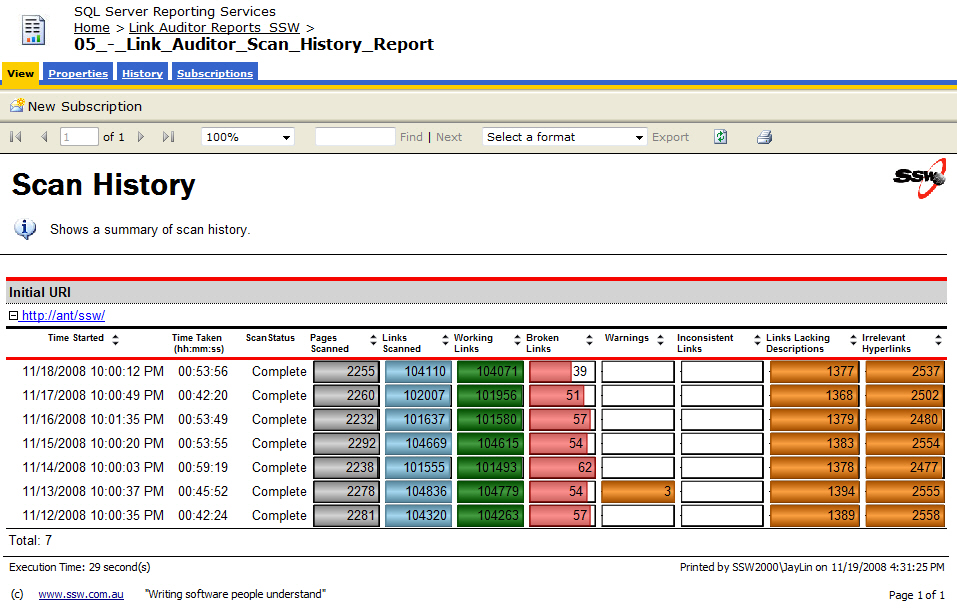 SQL Server Reporting Services
Home > Link Auditor Reports SSW >
05_-_Link_Auditor_Scan_History_Report
View Properties History Subscriptions
New Subscription
1 of 1 100% Find | Next Select a format Export
Scan History
SSW
i Shows a summary of scan history.
Initial URI
http://ant/ssw/
Time Started Time Taken (hh:mm:ss) ScanStatus Pages Scanned Links Scanned Working Links Broken Links Warnings Inconsistent Links Links Lacking Descriptions Irrelevant Hyperlinks
11/18/2008 10:00:12 PM 00:53:56 Complete 2255 104110 104071 39 1377 2537
11/17/2008 10:00:49 PM 00:42:20 Complete 2260 102007 101956 51 1368 2502
11/16/2008 10:01:35 PM 00:53:49 Complete 2232 101637 101580 57 1379 2480
11/15/2008 10:00:20 PM 00:53:55 Complete 2292 104669 104615 54 1383 2554
11/14/2008 10:00:03 PM 00:59:19 Complete 2238 101555 101493 62 1378 2477
11/13/2008 10:00:37 PM 00:45:52 Complete 2278 104836 104779 54 3 1394 2555
11/12/2008 10:00:35 PM 00:42:24 Complete 2281 104320 104263 57 1389 2558
Total: 7
Execution Time: 29 second(s) Printed by SSW2000\JayLin on 11/19/2008 4:31:25 PM
(c) www.ssw.com.au "Writing software people understand" Page 1 of 1